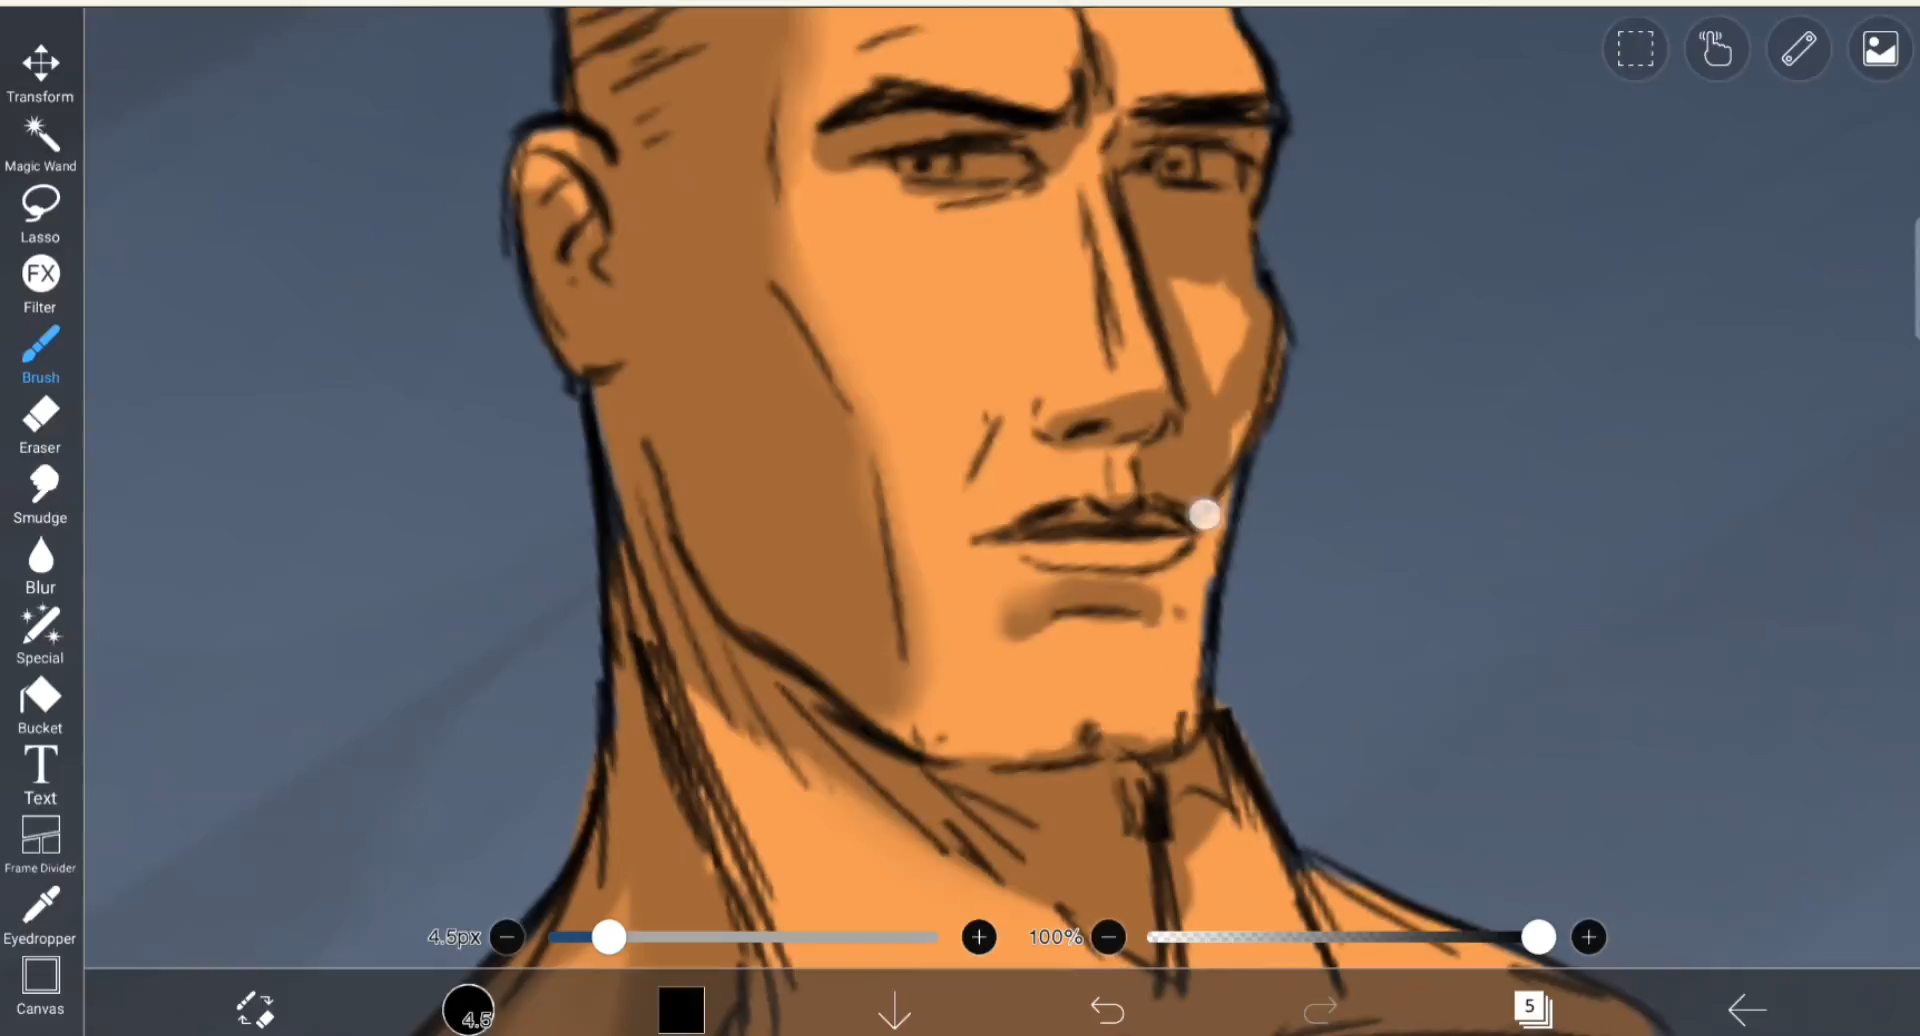 Transform
Magic Wand
Lasso
FX
Filter
Brush
Eraser
Smudge
Blur
Special
Bucket
T
Text
Frame Divider
Eyedropper
Canvas
4.5px
100%
4.5
5